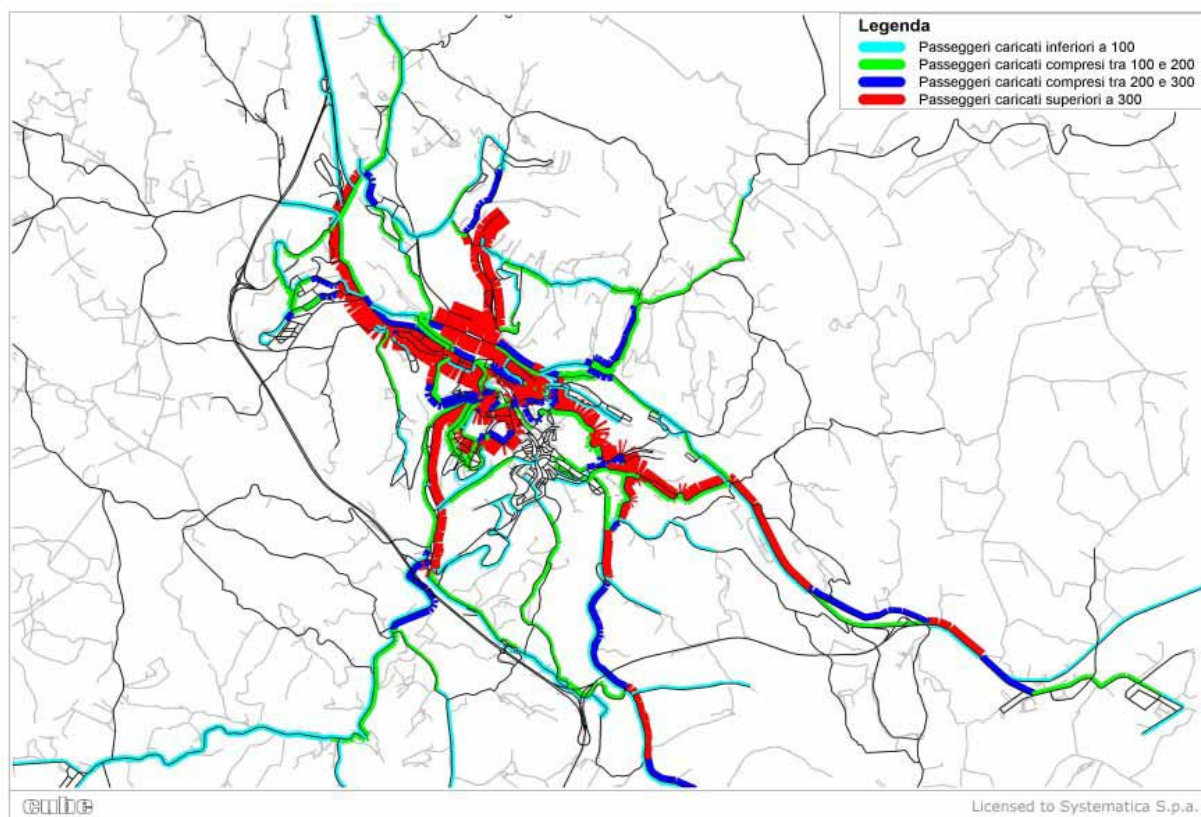 Legenda
Passeggeri caricati inferiori a 100
Passeggeri caricati compresi tra 100 e 200
Passeggeri caricati compresi tra 200 e 300
Passeggeri caricati superiori a 300
cube
Licensed to Systematica S.p.a.